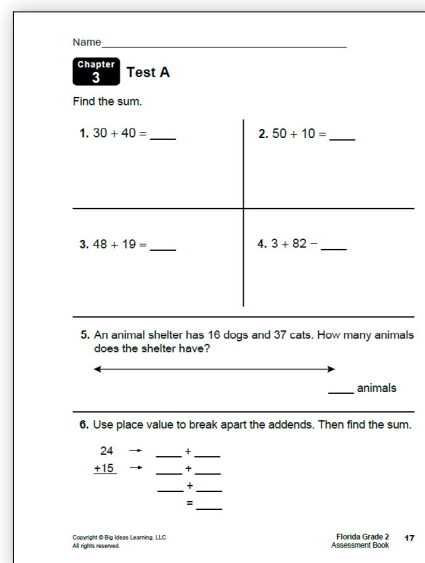 Name
Chapter
3
Test A
Find the sum.
1. 30 + 40 = ____
2. 50 + 10 = ____
3. 48 + 19 = ____
4. 3 + 82 – ____
5. An animal shelter has 16 dogs and 37 cats. How many animals
does the shelter have?
____ animals
6. Use place value to break apart the addends. Then find the sum.
24 → ____ + ____
+15 → ____ + ____
____ + ____
= ____
Copyright © Big Ideas Learning, LLC
All rights reserved.
Florida Grade 2 17
Assessment Book